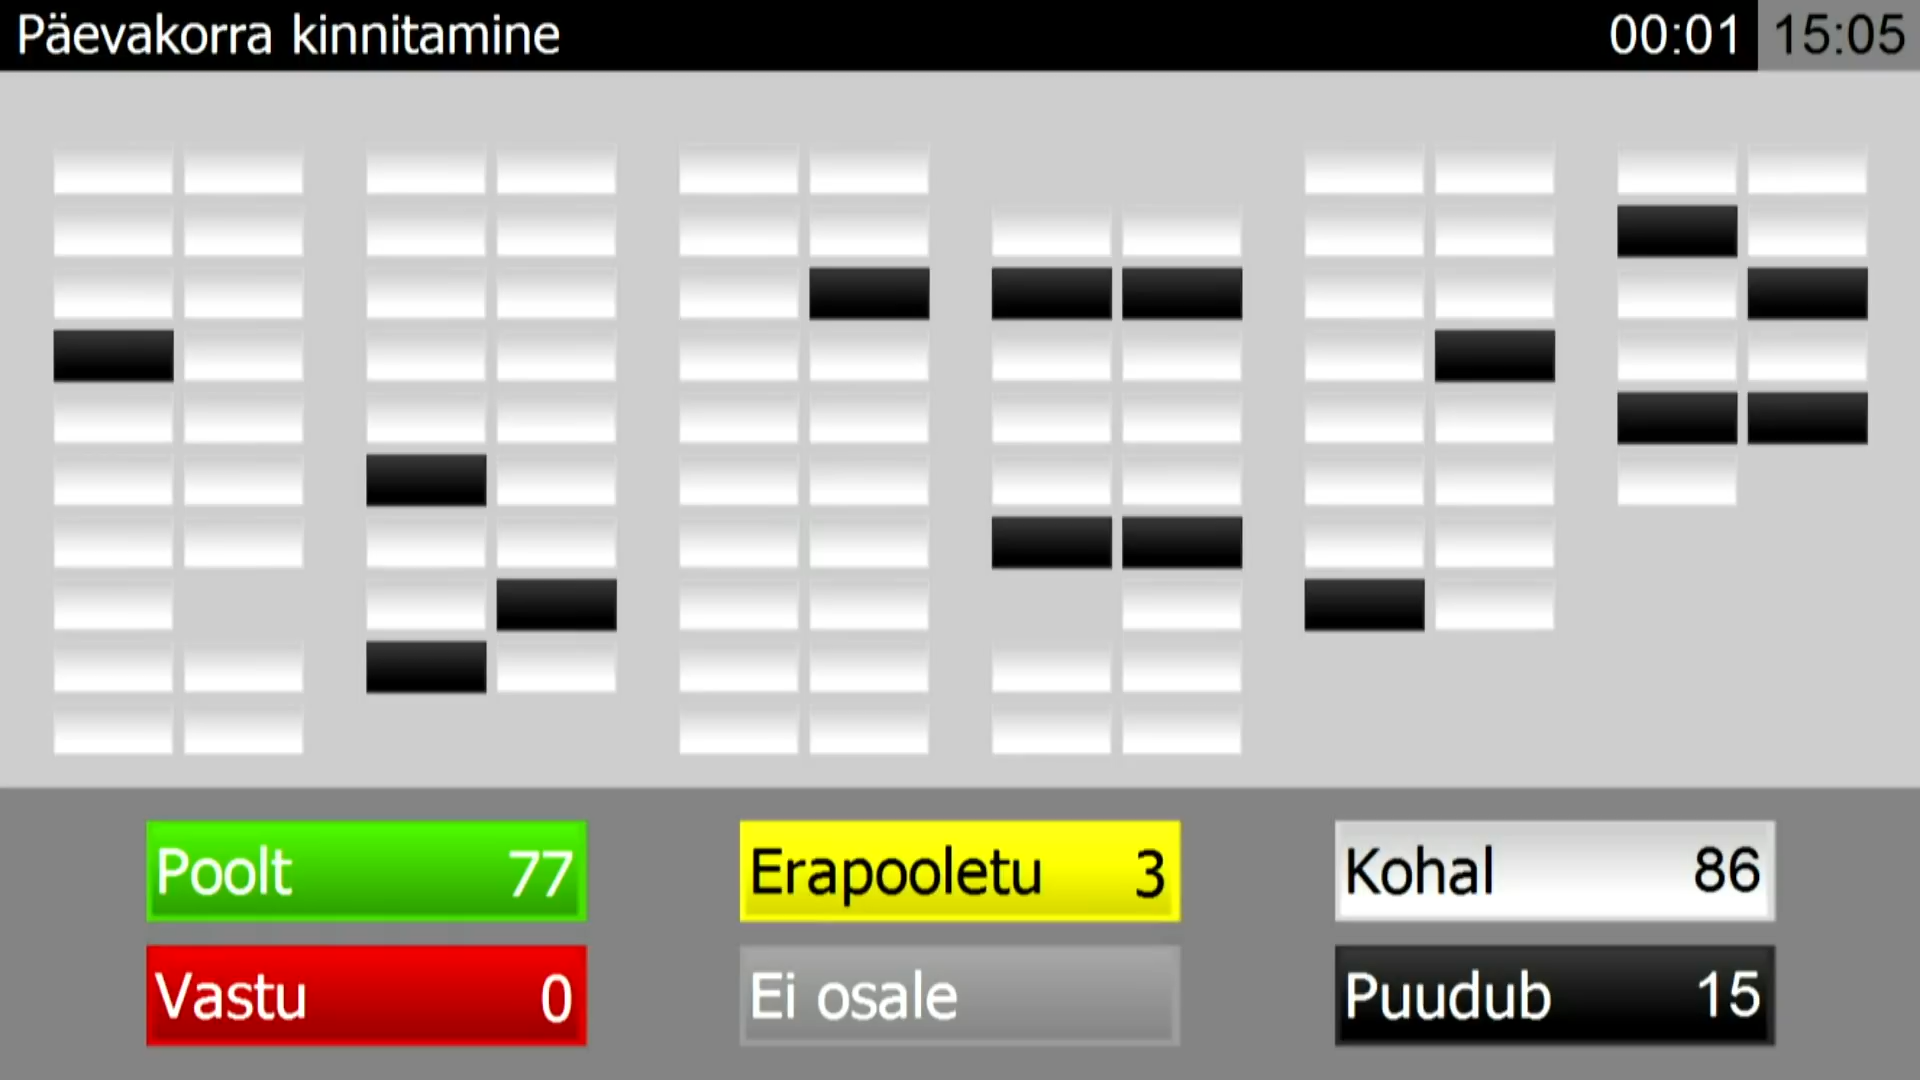 Päevakorra kinnitamine 00:01 15:05
Poolt 77 Erapooletu 3 Kohal 86
Vastu 0 Ei osale Puudub 15